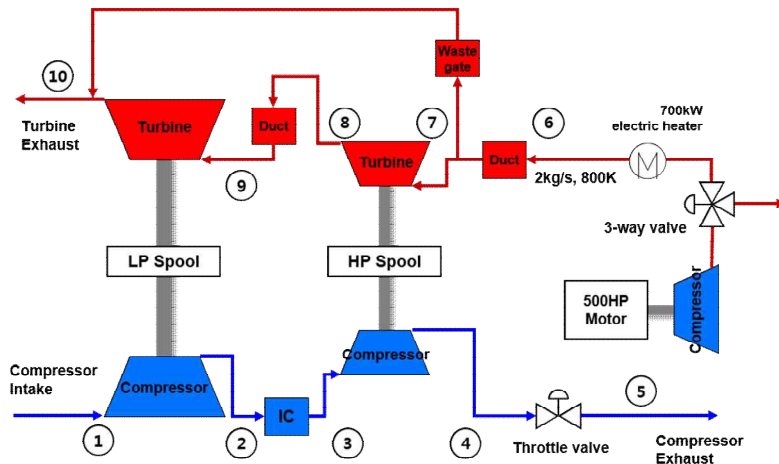 10
Turbine
Exhaust
Turbine
Duct
9
8
7
Turbine
Waste
gate
Duct
6
2kg/s, 800K
700kW
electric heater
M
3-way valve
LP Spool
HP Spool
500HP
Motor
Compressor
Compressor
Intake
1
Compressor
2
IC
3
Compressor
4
Throttle valve
5
Compressor
Exhaust